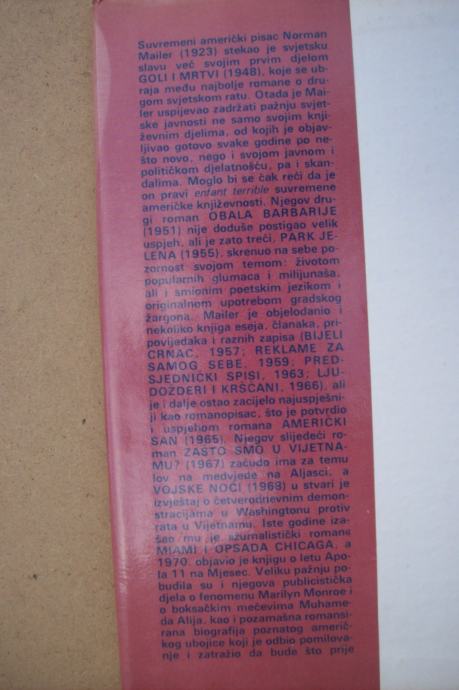 Suvremeni američki pisac Norman
Mailer (1923) stekao je svjetsku
slavu već svojim prvim djelom
GOLI I MRTVI (1948), koje se ub-
raja među najbolje romane o dru-
gom svjetskom ratu. Otada je Mai-
ler uspijevao zadržati pažnju svjet-
ske javnosti ne samo svojim knji-
ževnim djelima, od kojih je objav-
ljivao gotovo svake godine po ne-
što novo, nego i svojom javnom i
političkom djelatnošću, pa i skan-
dalima. Moglo bi se čak reći da je
on pravi enfant terrible suvremene
američke književnosti. Njegov dru-
gi roman OBALA BARBARIJE
(1951) nije doduše postigao velik
uspjeh, ali je zato treći, PARK JE-
LENA (1955), skrenuo na sebe po-
zornost svojom temom: životom
popularnih glumaca i milijunaša,
ali i smionim poetskim jezikom i
originalnom upotrebom gradskog
žargona. Mailer je objelodanio i
nekoliko knjiga eseja, članaka, pri-
povijedaka i raznih zapisa (BIJELI
CRNAC, 1957; REKLAME ZA
SAMOG SEBE, 1959; PRED-
SJEDNIČKI SPISI, 1963; LJU-
DOŽDERI I KRŠĆANI, 1966), ali
je i dalje ostao zacijelo najuspješni-
ji kao romanopisac, što je potvrdio
i uspjehom romana AMERIČKI
SAN (1965). Njegov slijedeći ro-
man ZAŠTO SMO U VIJETNA-
MU? (1967) začudo ima za temu
lov na medvjede na Aljasci, a
VOJSKE NOĆI (1968) u stvari je
izvještaj o četverodnevnim demon-
stracijama u Washingtonu protiv
rata u Vijetnamu. Iste godine iza-
šao mu je žurnalistički romane
MIAMI I OPSADA CHICAGA, a
1970. objavio je knjigu o letu Apo-
la 11 na Mjesec. Veliku pažnju po-
budila su i njegova publicistička
djela o fenomenu Marilyn Monroe i
o boksačkim mečevima Muhame-
da Alija, kao i pozamašna romansi-
rana biografija poznatog američ-
kog ubojice koji je odbio pomilova-
nje i zatražio da bude što prije